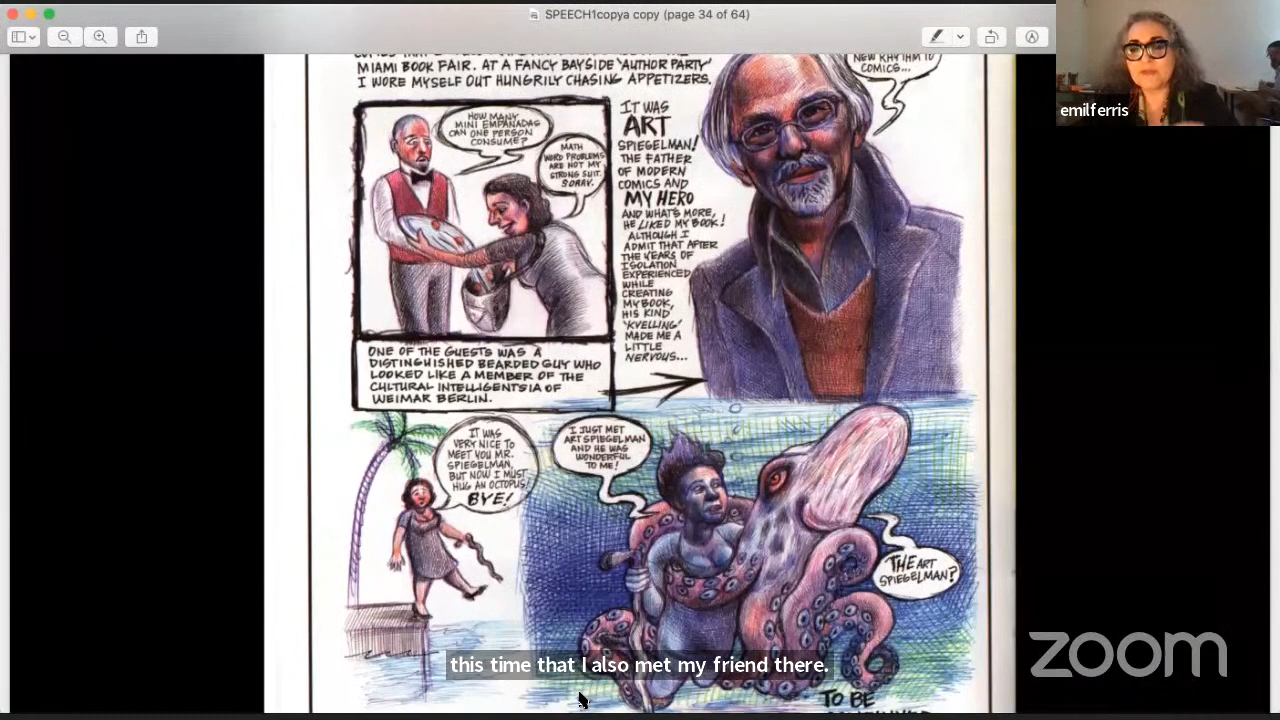 SPEECH1copya copy (page 34 of 64)
emilferris
MIAMI BOOK FAIR. AT A FANCY BAYSIDE 'AUTHOR PARTY'
I WORE MYSELF OUT HUNGRILY CHASING APPETIZERS.
NEW RHYTHM TO
COMICS...
HOW MANY
MINI EMPANADAS
CAN ONE PERSON
CONSUME?
MATH
WORD PROBLEMS
ARE NOT MY
STRONG SUIT.
SORRY.
IT WAS
ART
SPIEGELMAN!
THE FATHER
OF MODERN
COMICS AND
MY HERO
AND WHAT'S MORE,
HE LIKED MY BOOK!
ALTHOUGH I
ADMIT THAT AFTER
THE YEARS OF
ISOLATION
EXPERIENCED
WHILE
CREATING
MY BOOK,
HIS KIND
'KVELLING'
MADE ME A
LITTLE
NERVOUS...
ONE OF THE GUESTS WAS A
DISTINGUISHED BEARDED GUY WHO
LOOKED LIKE A MEMBER OF THE
CULTURAL INTELLIGENTSIA OF
WEIMAR BERLIN.
IT WAS
VERY NICE TO
MEET YOU MR.
SPIEGELMAN,
BUT NOW I MUST
HUG AN OCTOPUS.
BYE!
I JUST MET
ART SPIEGELMAN
AND HE WAS
WONDERFUL
TO ME!
THE ART
SPIEGELMAN?
this time that I also met my friend there.
TO BE
zoom